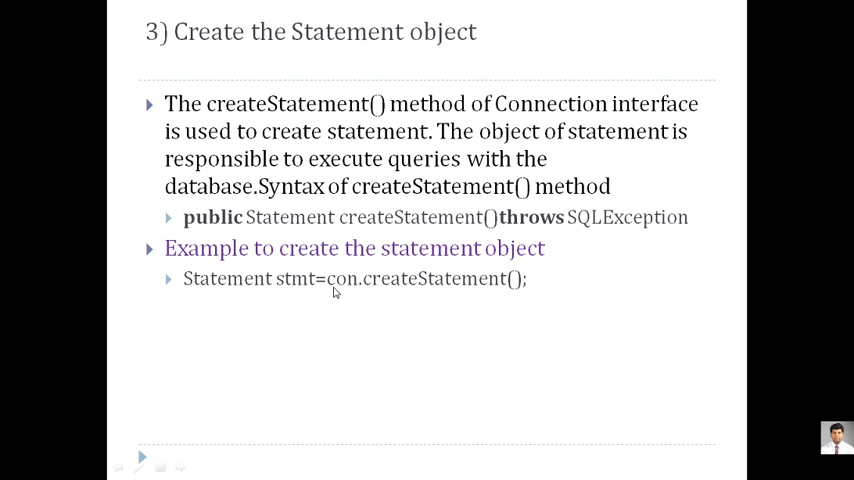 3) Create the Statement object
The createStatement() method of Connection interface
is used to create statement. The object of statement is
responsible to execute queries with the
database.Syntax of createStatement() method
public Statement createStatement()throws SQLException
Example to create the statement object
Statement stmt=con.createStatement();